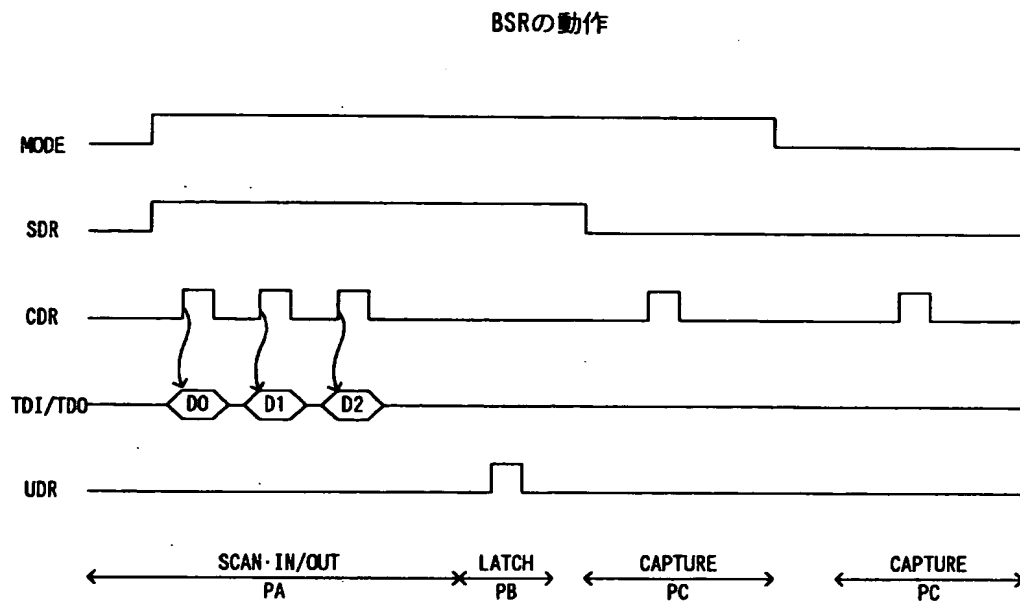 BSRの動作
MODE
SDR
CDR
TDI/TDO
D0
D1
D2
UDR
SCAN·IN/OUT
LATCH
CAPTURE
CAPTURE
PA
PB
PC
PC